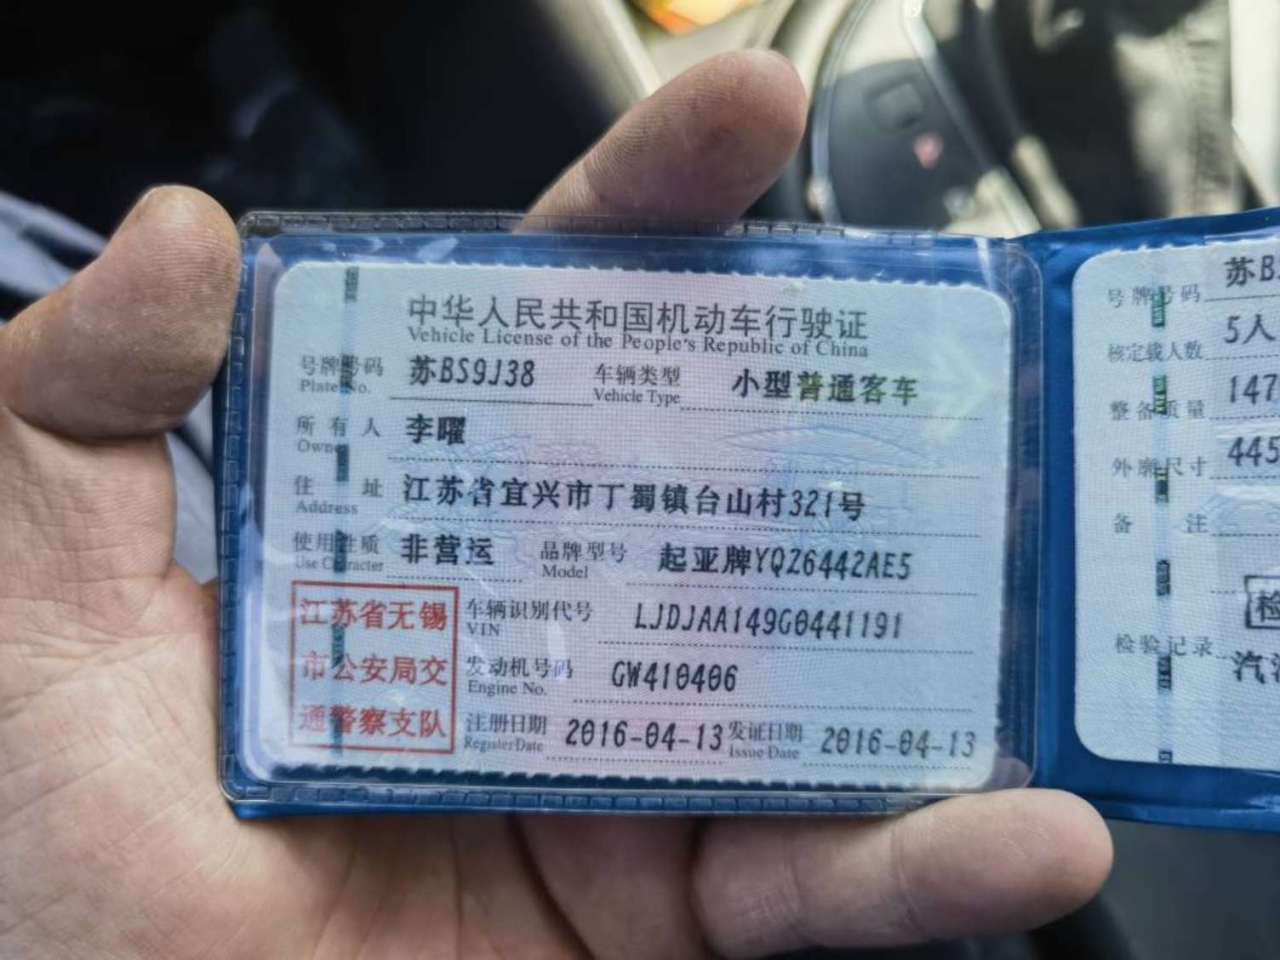 中华人民共和国机动车行驶证
Vehicle License of the People's Republic of China
号牌号码 苏BS9J38 车辆类型 小型普通客车
Plate No. Vehicle Type
所有人 李曜
Owner
住址 江苏省宜兴市丁蜀镇台山村321号
Address
使用性质 非营运 品牌型号 起亚牌YQZ6442AE5
Use Character Model
江苏省无锡
市公安局交
通警察支队
车辆识别代号 LJDJAA149G0441191
VIN
发动机号码 GW410406
Engine No.
注册日期 2016-04-13 发证日期 2016-04-13
Register Date Issue Date
号牌号码 苏B
核定载人数 5人
整备质量 147
外廓尺寸 445
备注
检
检验记录